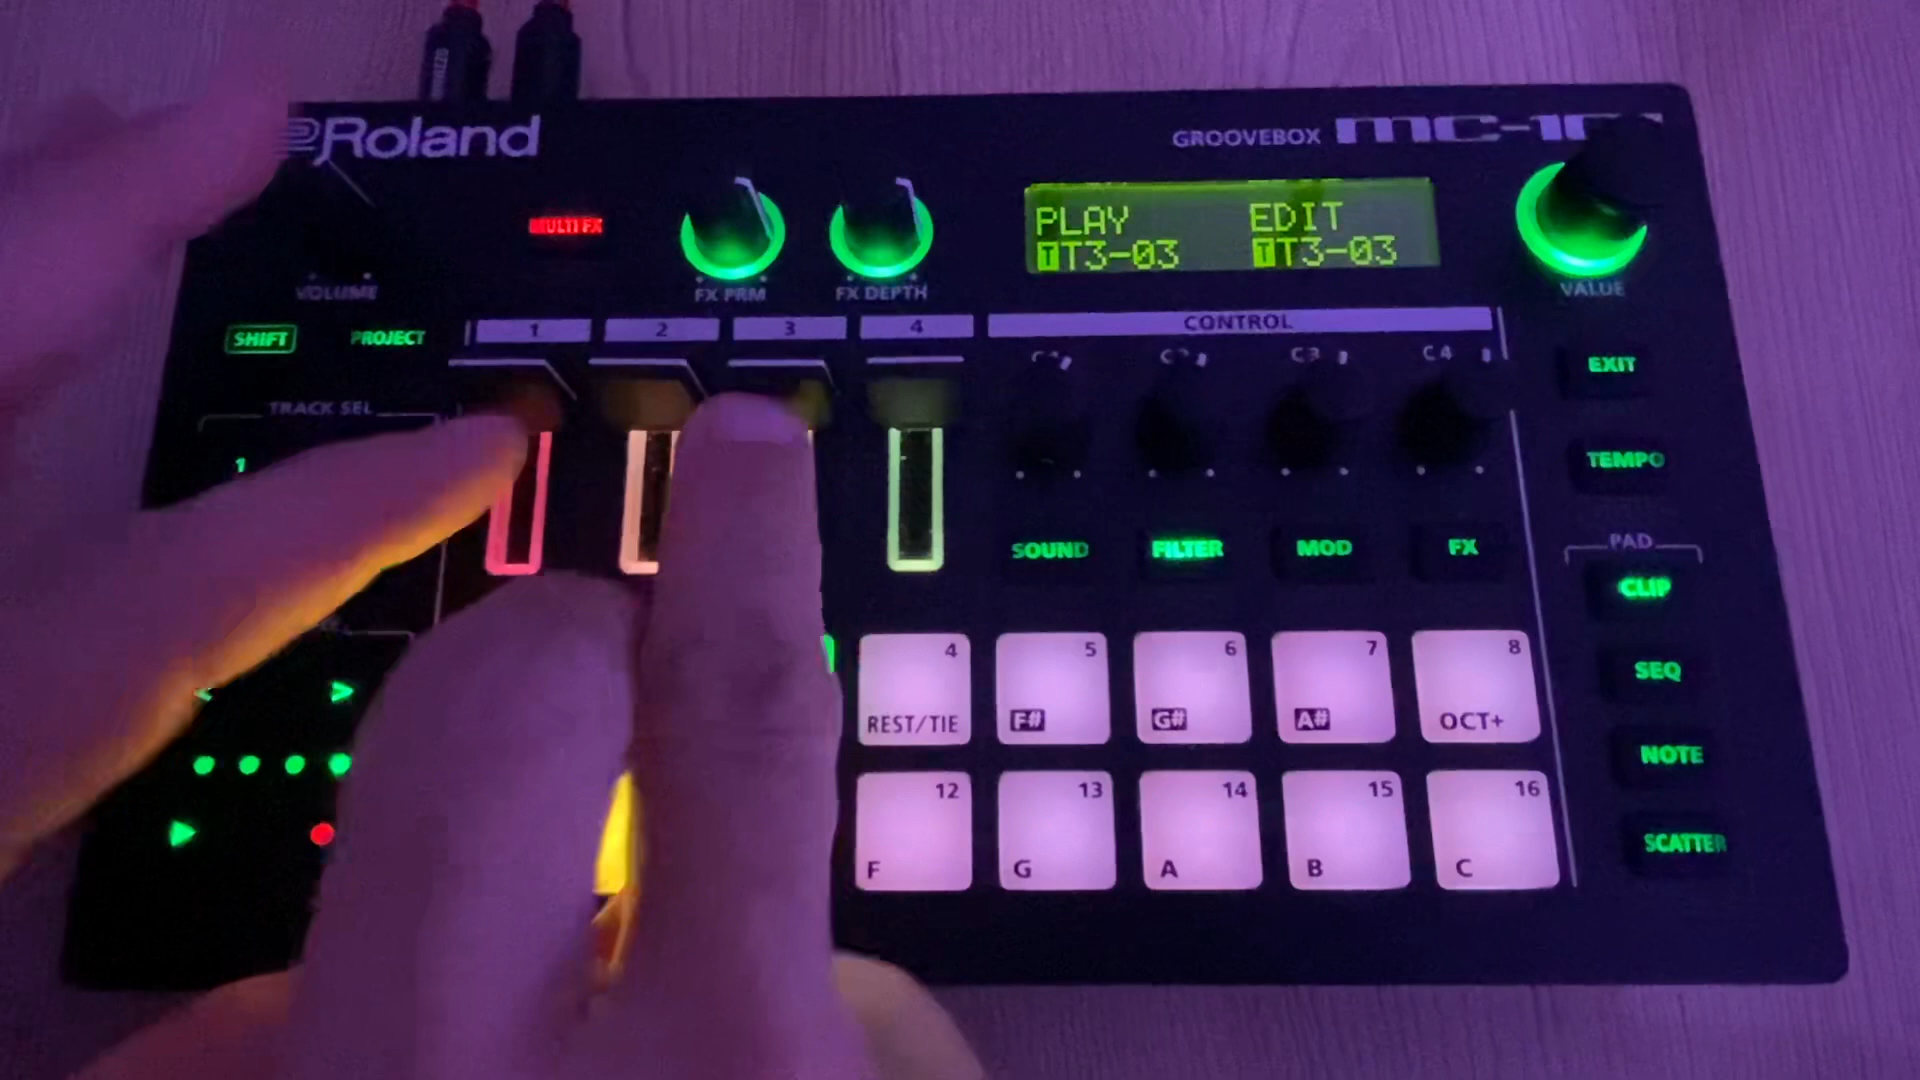 Roland
GROOVEBOX
MULTI FX
PLAY EDIT
TT3-03 TT3-03
VOLUME
FX PRM
FX DEPTH
VALUE
SHIFT
PROJECT
1
2
3
4
CONTROL
C3
C4
EXIT
TRACK SEL
1
TEMPO
SOUND
FILTER
MOD
FX
PAD
CLIP
4
REST/TIE
5
F#
6
G#
7
A#
8
OCT+
SEQ
12
F
13
G
14
A
15
B
16
C
NOTE
SCATTER